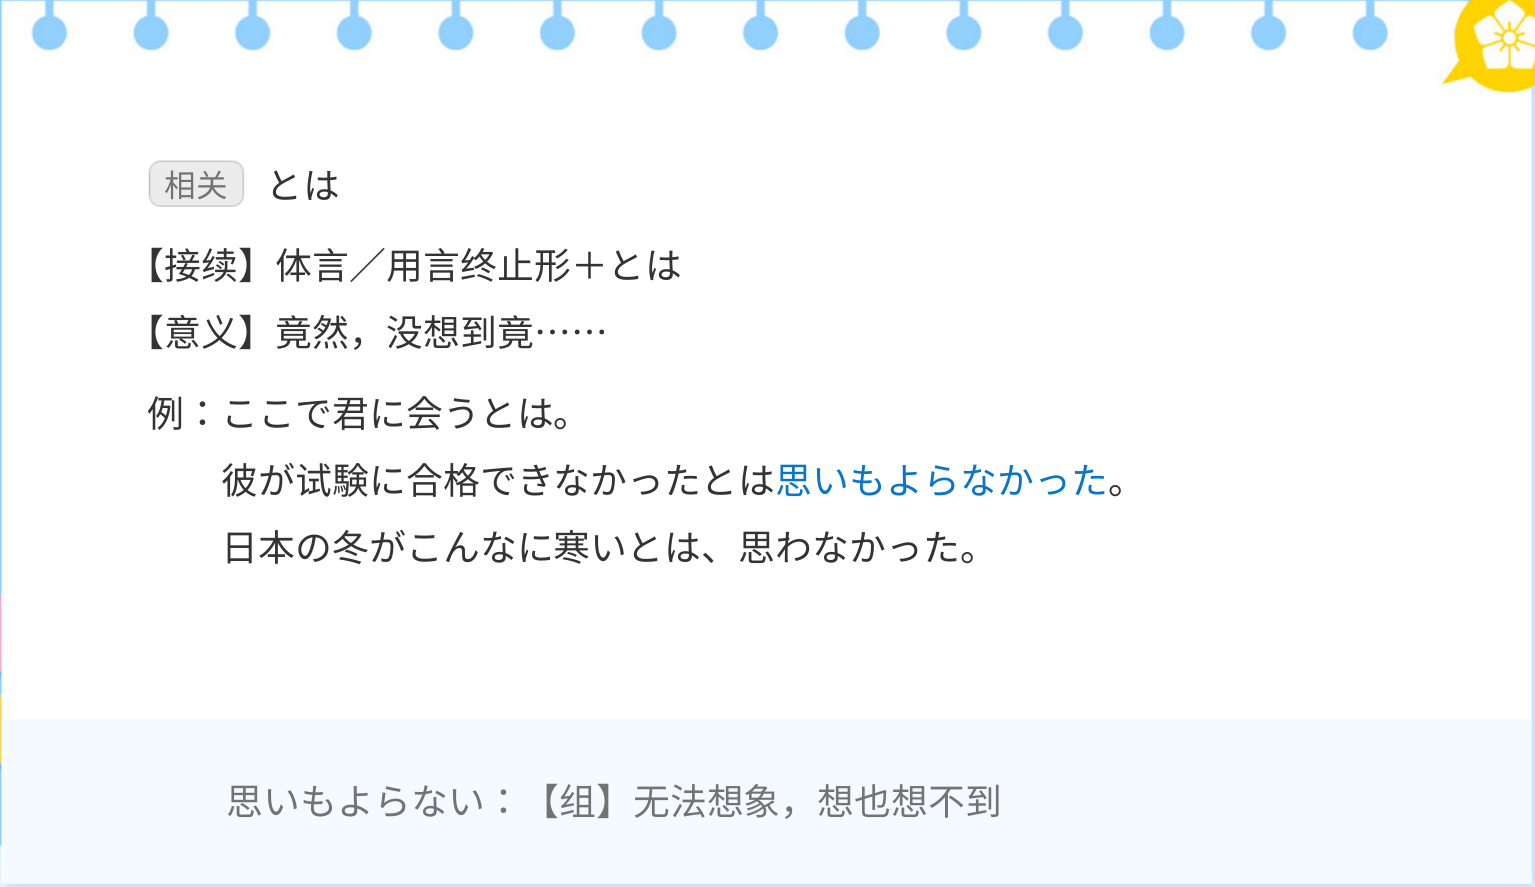 相关 とは
【接续】体言／用言终止形＋とは
【意义】竟然，没想到竟……
例：ここで君に会うとは。
彼が试験に合格できなかったとは思いもよらなかった。
日本の冬がこんなに寒いとは、思わなかった。
思いもよらない：【组】无法想象，想也想不到